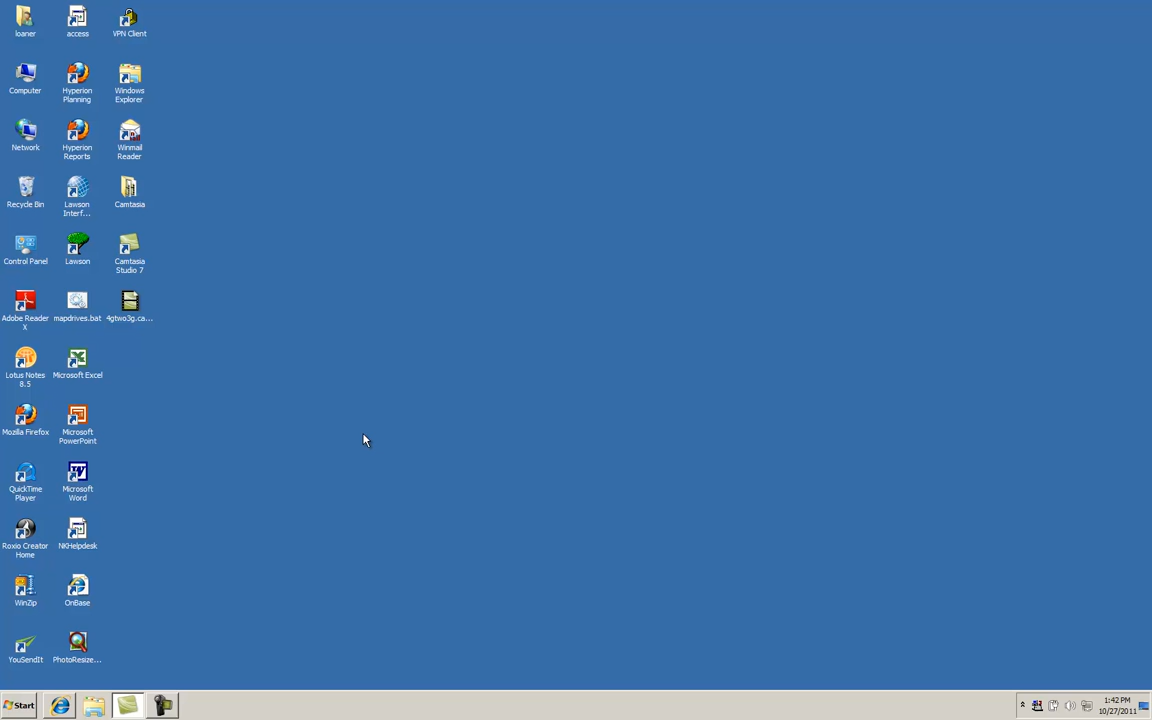 loaner
access
VPN Client
Computer
Hyperion
Planning
Windows
Explorer
Network
Hyperion
Reports
Winmail
Reader
Recycle Bin
Lawson
Interf...
Camtasia
Control Panel
Lawson
Camtasia
Studio 7
Adobe Reader
X
mapdrives.bat
4gtwo3g.ca...
Lotus Notes
8.5
Microsoft Excel
Mozilla Firefox
Microsoft
PowerPoint
QuickTime
Player
Microsoft
Word
Roxio Creator
Home
NKHelpdesk
WinZip
OnBase
YouSendIt
PhotoResize...
Start
1:42 PM
10/27/2011